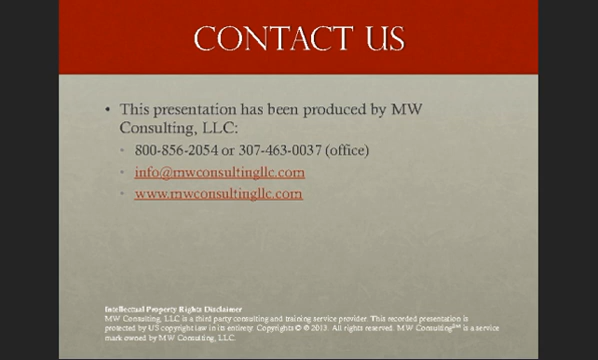 CONTACT US
• This presentation has been produced by MW
Consulting, LLC:
• 800-856-2054 or 307-463-0037 (office)
• info@mwconsultingllc.com
• www.mwconsultingllc.com
Intellectual Property Rights Disclaimer
MW Consulting, LLC is a third party consulting and training service provider. This recorded presentation is
protected by US copyright law in its entirety. Copyrights © ® 2013. All rights reserved. MW Consulting℠ is a service
mark owned by MW Consulting, LLC.